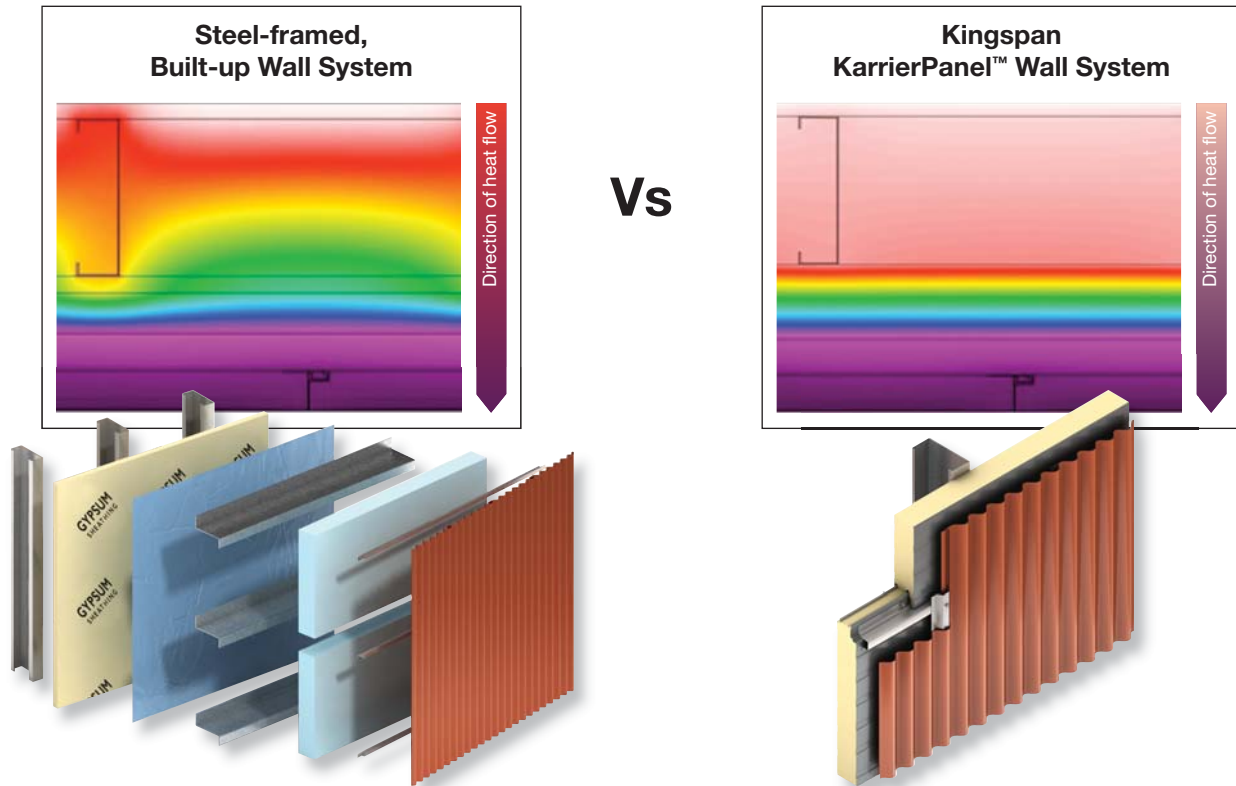 Steel-framed,
Built-up Wall System
Direction of heat flow
Vs
Kingspan
KarrierPanel™ Wall System
Direction of heat flow
GYPSUM
SHEATHING
GYPSUM
SHEATHING